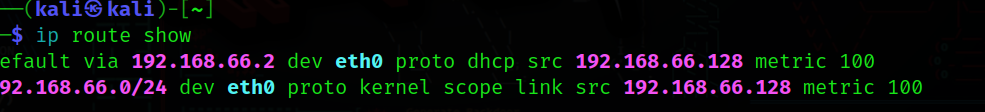 ──(kali㉿kali)-[~]
─$ ip route show
efault via 192.168.66.2 dev eth0 proto dhcp src 192.168.66.128 metric 100
92.168.66.0/24 dev eth0 proto kernel scope link src 192.168.66.128 metric 100